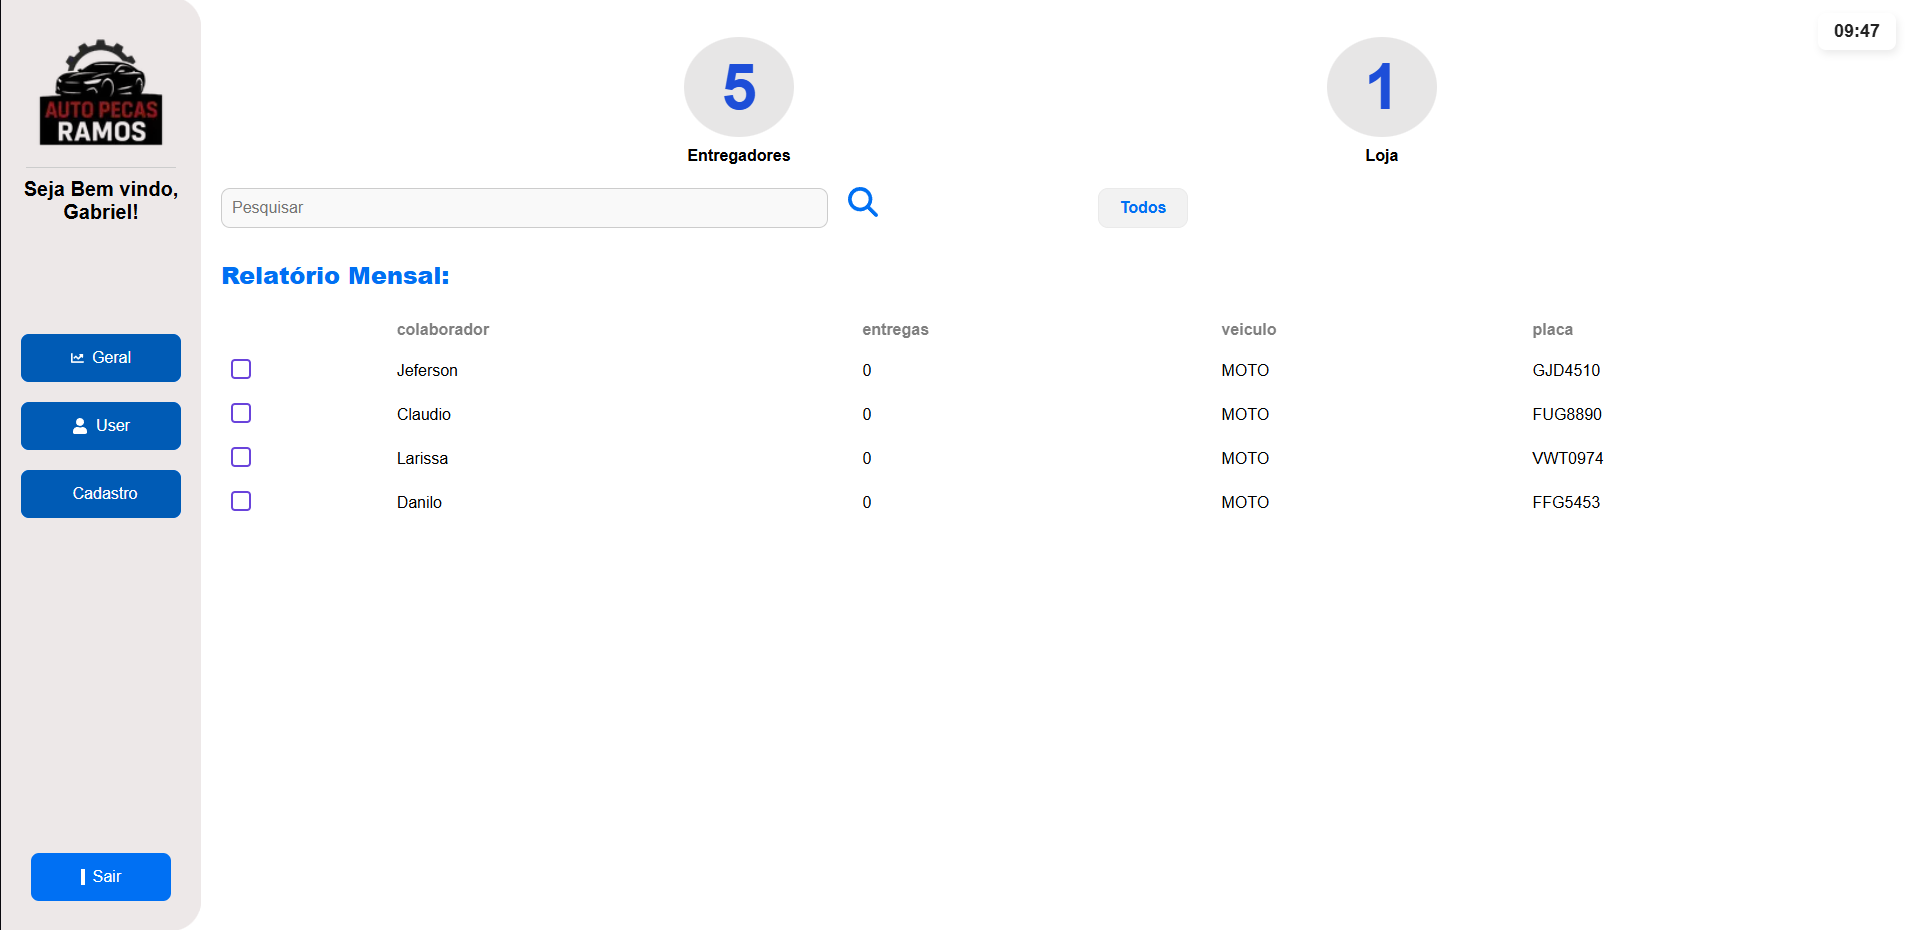 AUTO PECAS
RAMOS
Seja Bem vindo,
Gabriel!
Geral
User
Cadastro
Sair
09:47
5
Entregadores
1
Loja
Pesquisar
Todos
Relatório Mensal:
colaborador entregas veiculo placa
Jeferson 0 MOTO GJD4510
Claudio 0 MOTO FUG8890
Larissa 0 MOTO VWT0974
Danilo 0 MOTO FFG5453